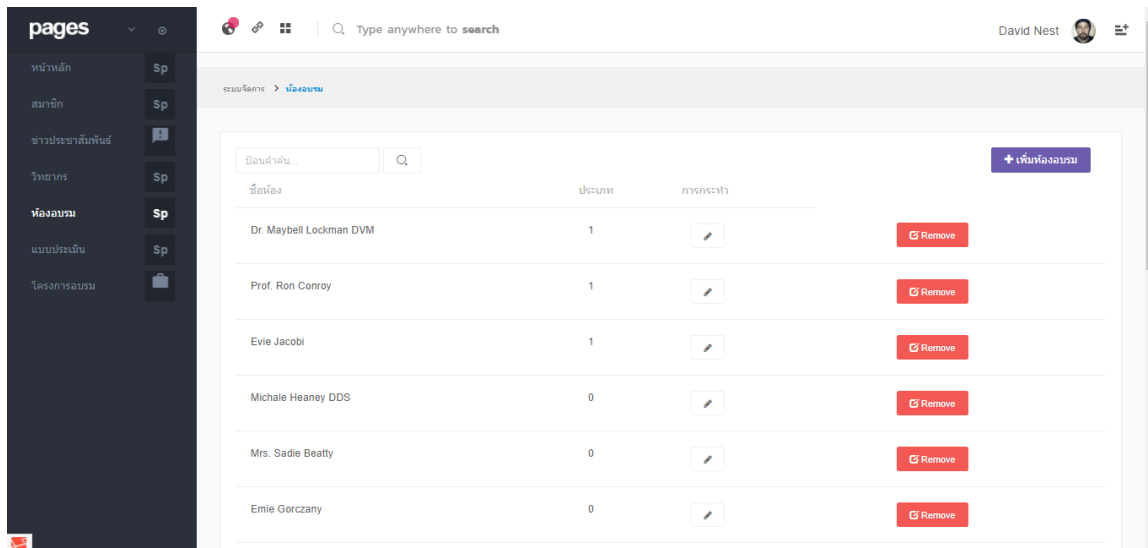 pages
Type anywhere to search
David Nest
หน้าหลัก Sp
สมาชิก Sp
ข่าวประชาสัมพันธ์
วิทยากร Sp
ห้องอบรม Sp
แบบประเมิน Sp
โครงการอบรม
ระบบจัดการ > ห้องอบรม
ป้อนคำค้น...
เพิ่มห้องอบรม
ชื่อห้อง ประเภท การกระทำ
Dr. Maybell Lockman DVM 1 Remove
Prof. Ron Conroy 1 Remove
Evie Jacobi 1 Remove
Michale Heaney DDS 0 Remove
Mrs. Sadie Beatty 0 Remove
Emie Gorczany 0 Remove